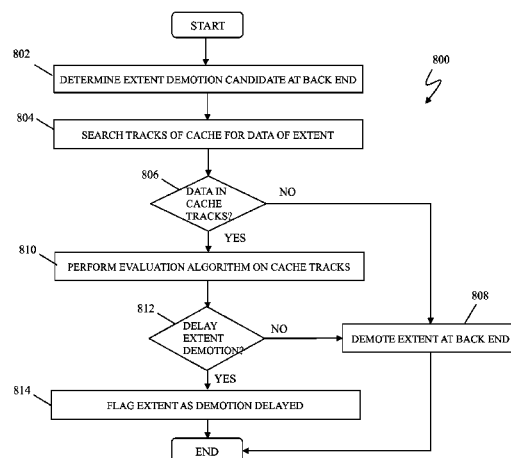 START
802
DETERMINE EXTENT DEMOTION CANDIDATE AT BACK END
800
804
SEARCH TRACKS OF CACHE FOR DATA OF EXTENT
806
DATA IN
CACHE
TRACKS?
NO
YES
810
PERFORM EVALUATION ALGORITHM ON CACHE TRACKS
812
DELAY
EXTENT
DEMOTION?
NO
808
DEMOTE EXTENT AT BACK END
YES
814
FLAG EXTENT AS DEMOTION DELAYED
END